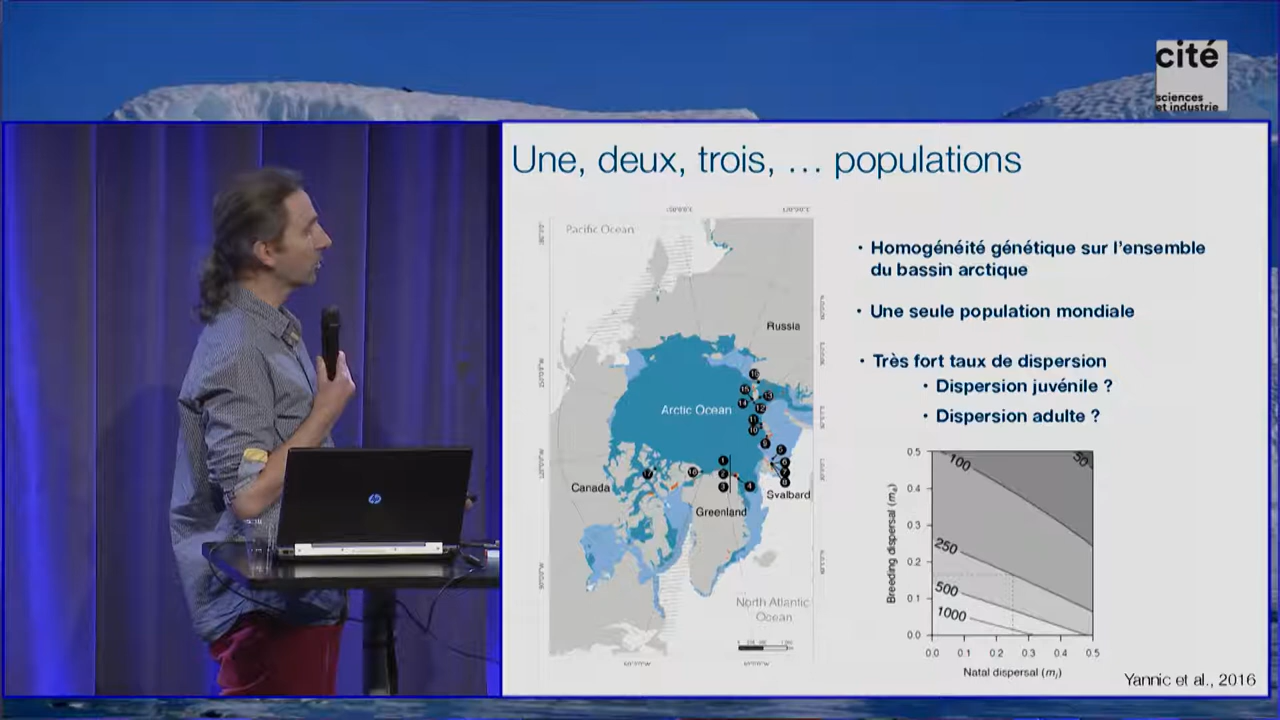 cité
sciences
et industrie
Une, deux, trois, ... populations
Pacific Ocean
Russia
Arctic Ocean
Canada
Greenland
Svalbard
North Atlantic
Ocean
• Homogénéité génétique sur l'ensemble
du bassin arctique
• Une seule population mondiale
• Très fort taux de dispersion
• Dispersion juvénile ?
• Dispersion adulte ?
Breeding dispersal
0.5
0.4
0.3
0.2
0.1
0.0
100
50
250
500
1000
0.0 0.1 0.2 0.3 0.4 0.5
Natal dispersal
Yannic et al., 2016
hp